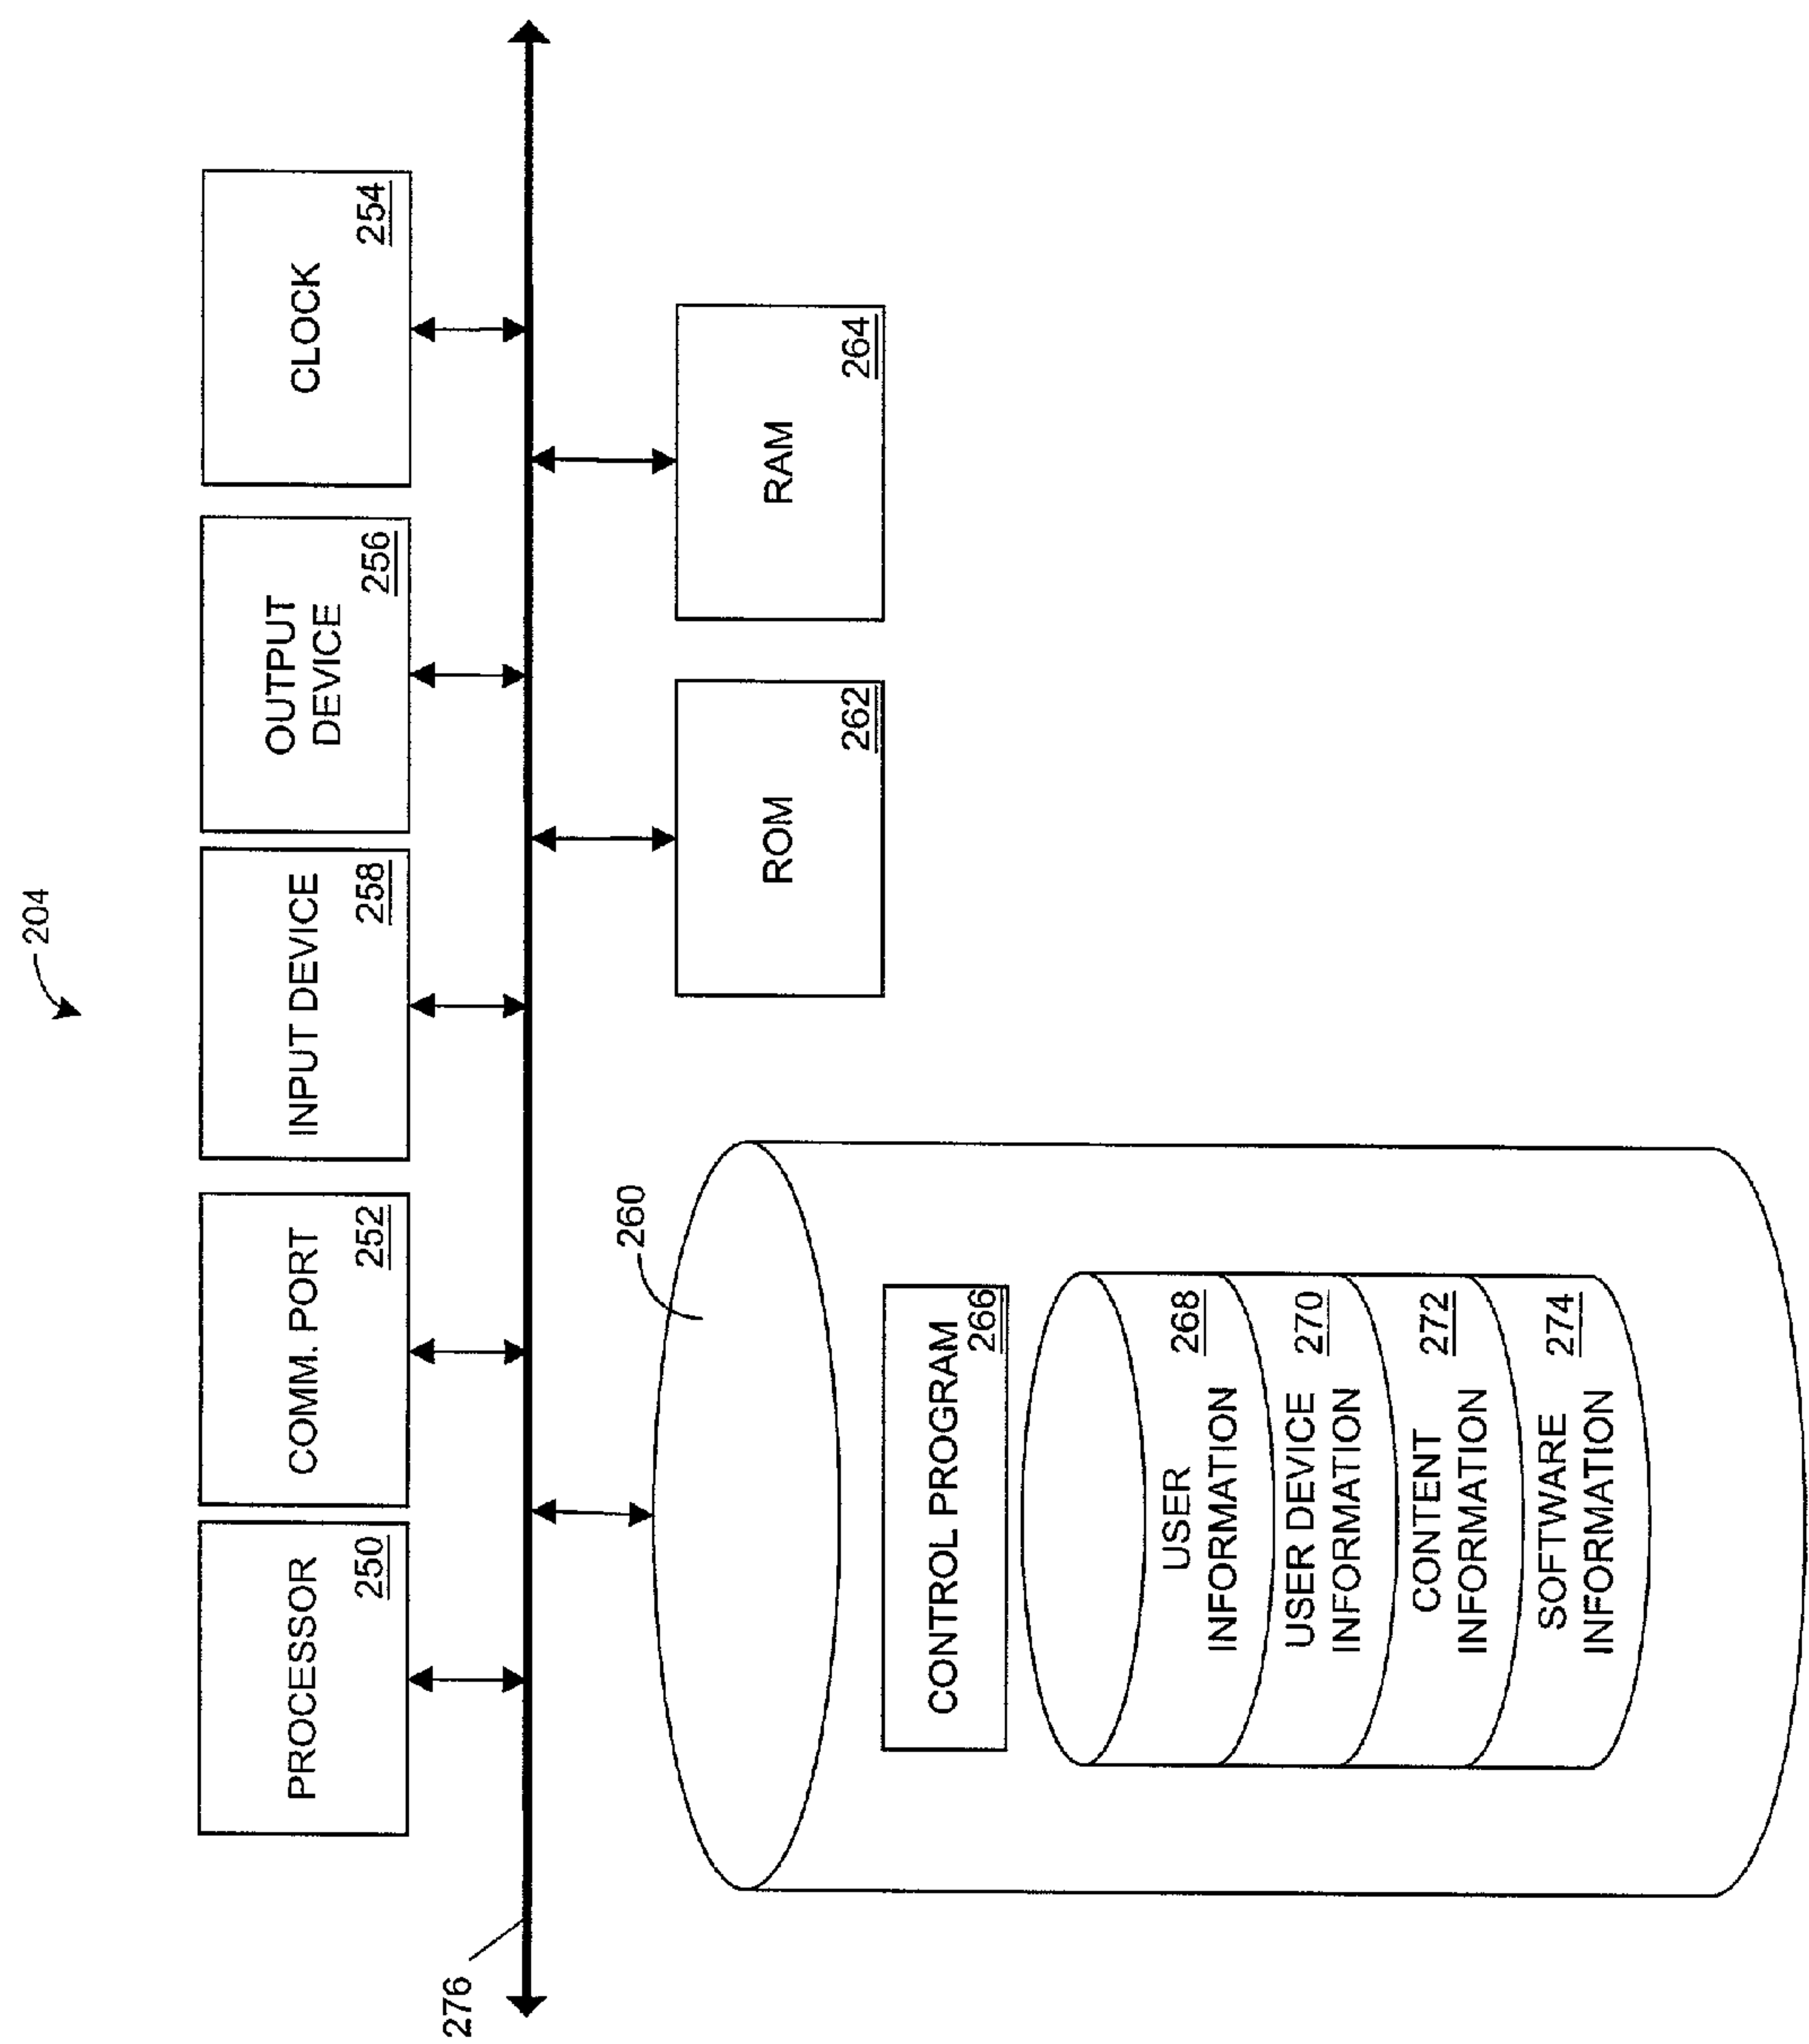 204
PROCESSOR
250
COMM. PORT
252
INPUT DEVICE
258
OUTPUT
DEVICE
256
CLOCK
254
276
260
ROM
262
RAM
264
CONTROL PROGRAM
266
USER
INFORMATION
268
USER DEVICE
INFORMATION
270
CONTENT
INFORMATION
272
SOFTWARE
INFORMATION
274